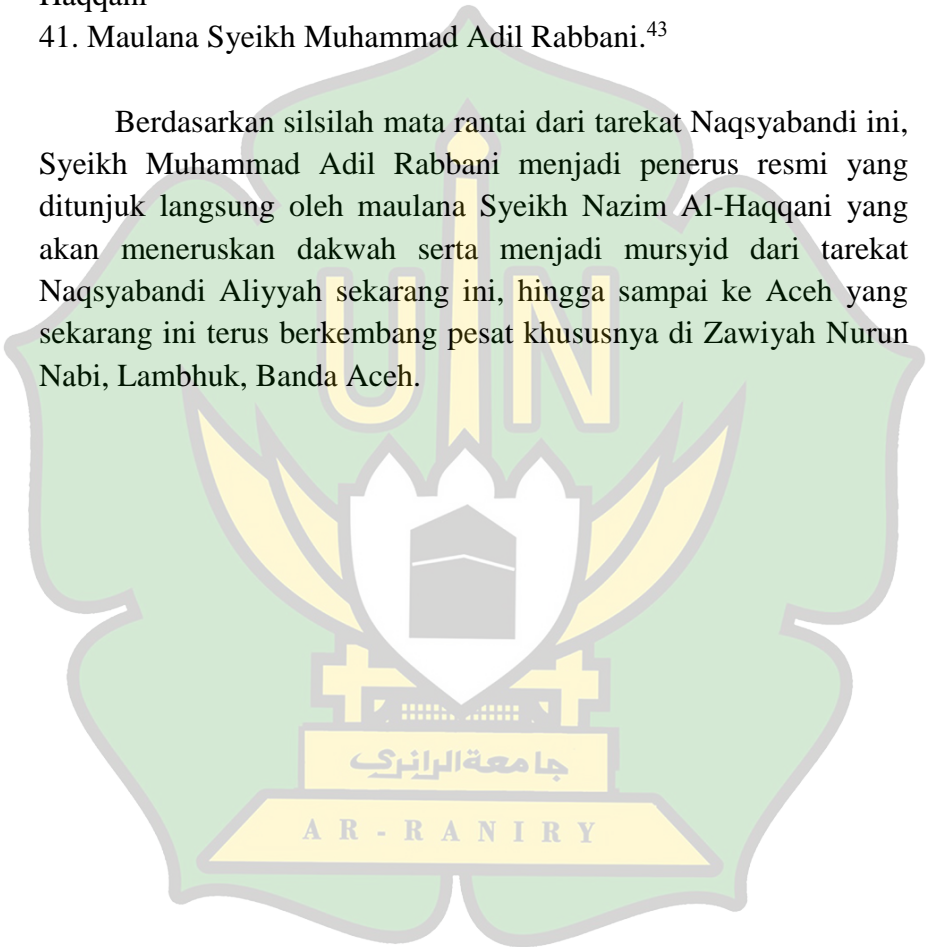 Haqqani
41. Maulana Syeikh Muhammad Adil Rabbani.⁴³
Berdasarkan silsilah mata rantai dari tarekat Naqsyabandi ini,
Syeikh Muhammad Adil Rabbani menjadi penerus resmi yang
ditunjuk langsung oleh maulana Syeikh Nazim Al-Haqqani yang
akan meneruskan dakwah serta menjadi mursyid dari tarekat
Naqsyabandi Aliyyah sekarang ini, hingga sampai ke Aceh yang
sekarang ini terus berkembang pesat khususnya di Zawiyah Nurun
Nabi, Lambhuk, Banda Aceh.
UIN
جامعةالرانرك
AR-RANIRY